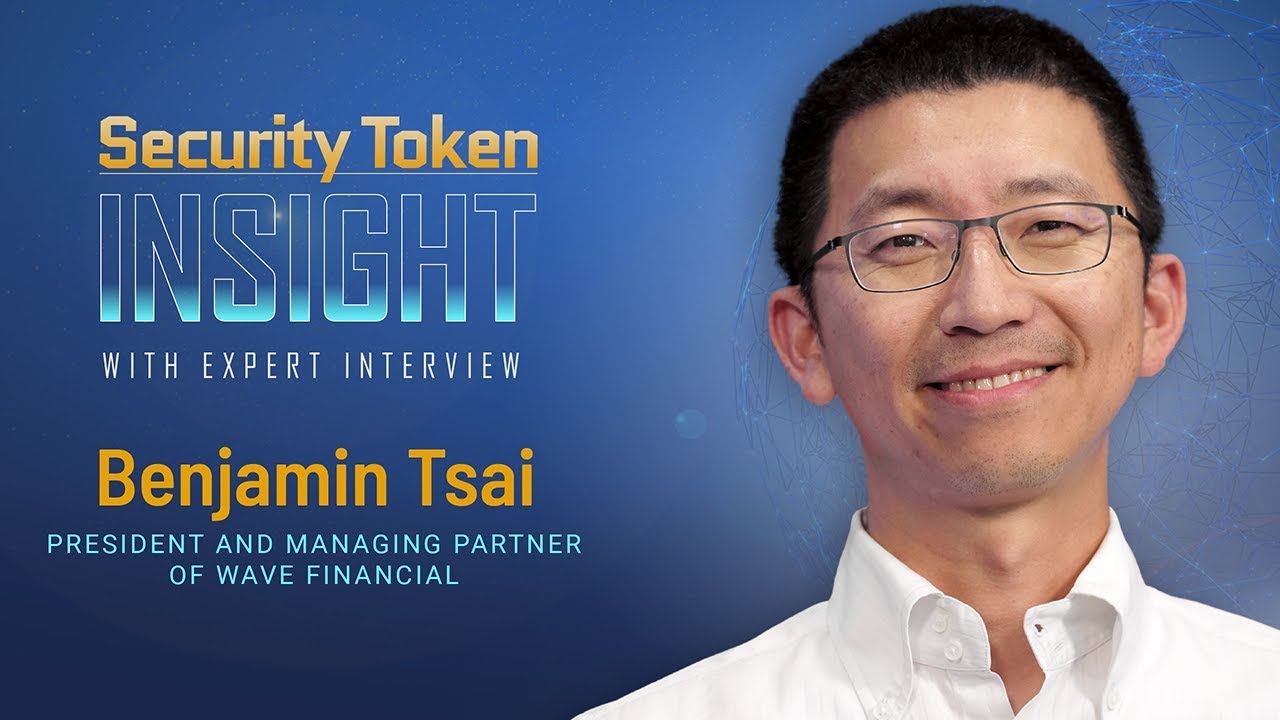 Security Token
INSIGHT
WITH EXPERT INTERVIEW
Benjamin Tsai
PRESIDENT AND MANAGING PARTNER
OF WAVE FINANCIAL